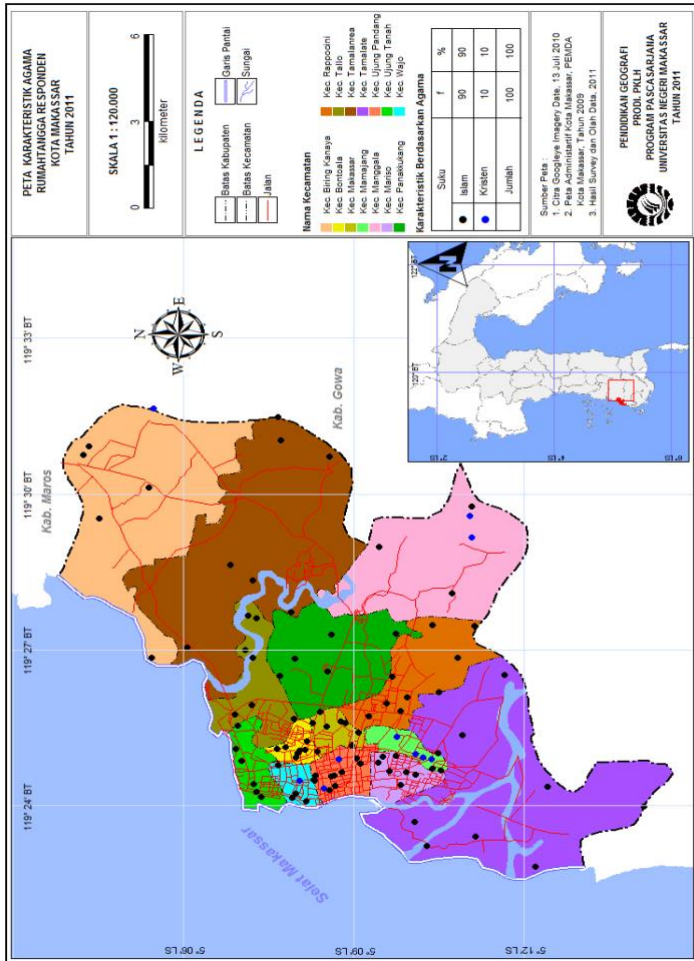 PETA KARAKTERISTIK AGAMA
RUMAHTANGGA RESPONDEN
KOTA MAKASSAR
TAHUN 2011
SKALA 1 : 120.000
0 3 6
kilometer
LEGENDA
Batas Kabupaten
Batas Kecamatan
Jalan
Garis Pantai
Sungai
Nama Kecamatan
Kec. Biring Kanaya
Kec. Bontoala
Kec. Makassar
Kec. Mamajang
Kec. Manggala
Kec. Mariso
Kec. Panakkukang
Kec. Rappocini
Kec. Tallo
Kec. Tamalanrea
Kec. Tamalate
Kec. Ujung Pandang
Kec. Ujung Tanah
Kec. Wajo
Karakteristik Berdasarkan Agama
Suku f %
Islam 90 90
Kristen 10 10
Jumlah 100 100
Sumber Peta :
1. Citra Googleye Imagery Date, 13 Juli 2010
2. Peta Administratif Kota Makassar, PEMDA
Kota Makassar, Tahun 2009
3. Hasil Survey dan Olah Data, 2011
PENDIDIKAN GEOGRAFI
PRODI. PKLH
PROGRAM PASCASARJANA
UNIVERSITAS NEGERI MAKASSAR
119°24' BT
119°27' BT
119°30' BT
119°33' BT
5°06' LS
5°09' LS
5°12' LS
Kab. Maros
Kab. Gowa
Selat Makassar
N
E
S
W
N
120° BT
122° BT